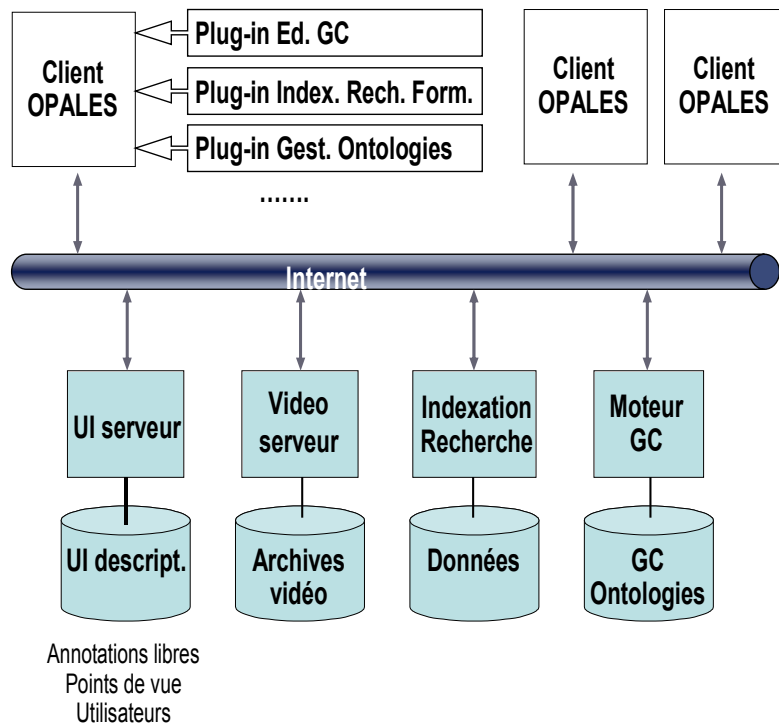 Client
OPALES
Plug-in Ed. GC
Plug-in Index. Rech. Form.
Plug-in Gest. Ontologies
.......
Client
OPALES
Client
OPALES
Internet
UI serveur
Video
serveur
Indexation
Recherche
Moteur
GC
UI descript.
Archives
vidéo
Données
GC
Ontologies
Annotations libres
Points de vue
Utilisateurs